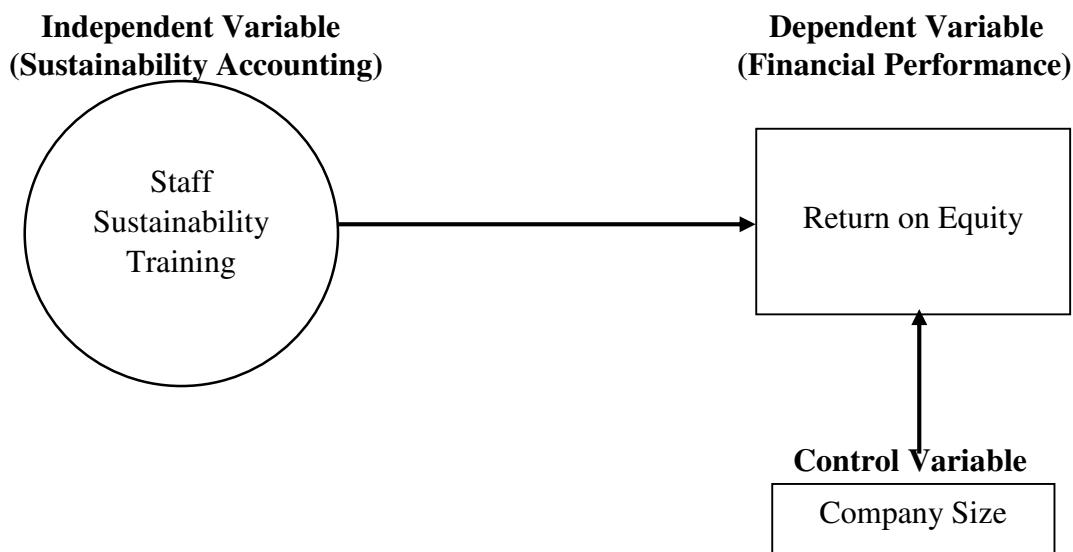 Independent Variable
(Sustainability Accounting)
Dependent Variable
(Financial Performance)
Staff
Sustainability
Training
Return on Equity
Control Variable
Company Size